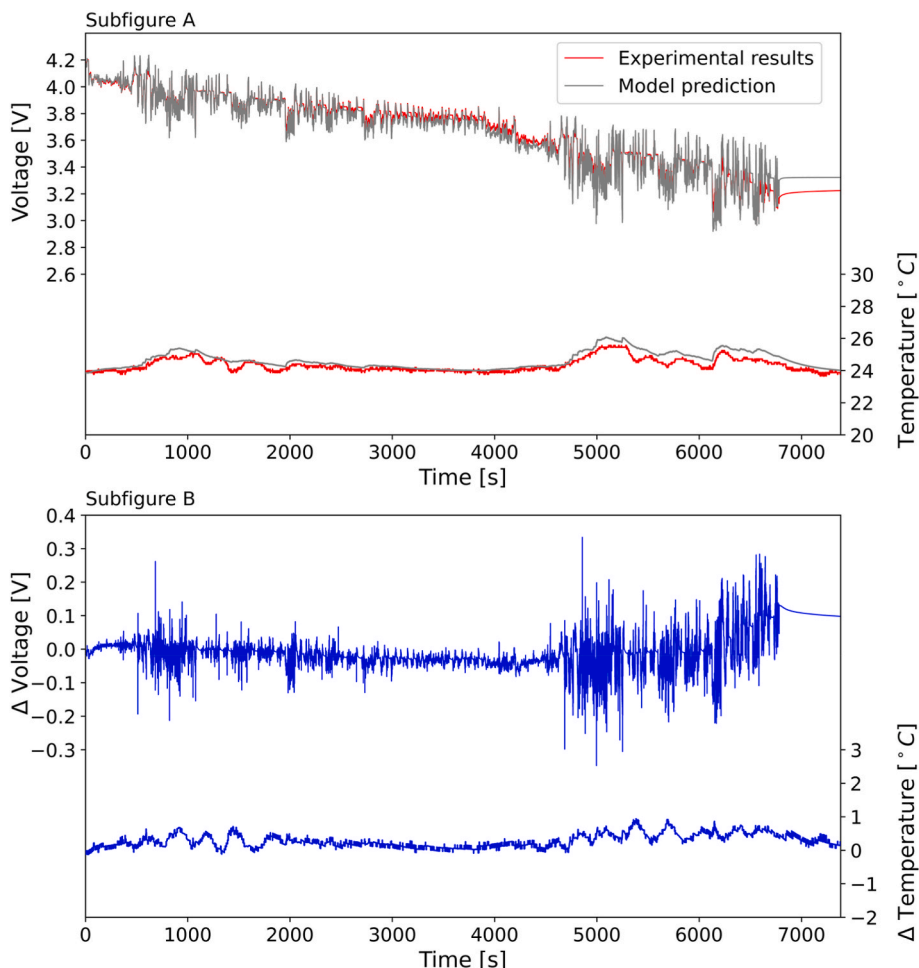 Subfigure A
Experimental results
Model prediction
Voltage [V]
4.2
4.0
3.8
3.6
3.4
3.2
3.0
2.8
2.6
Temperature [°C]
30
28
26
24
22
20
0 1000 2000 3000 4000 5000 6000 7000
Time [s]
Subfigure B
Δ Voltage [V]
0.4
0.3
0.2
0.1
0.0
−0.1
−0.2
−0.3
Δ Temperature [°C]
3
2
1
0
−1
−2
0 1000 2000 3000 4000 5000 6000 7000
Time [s]